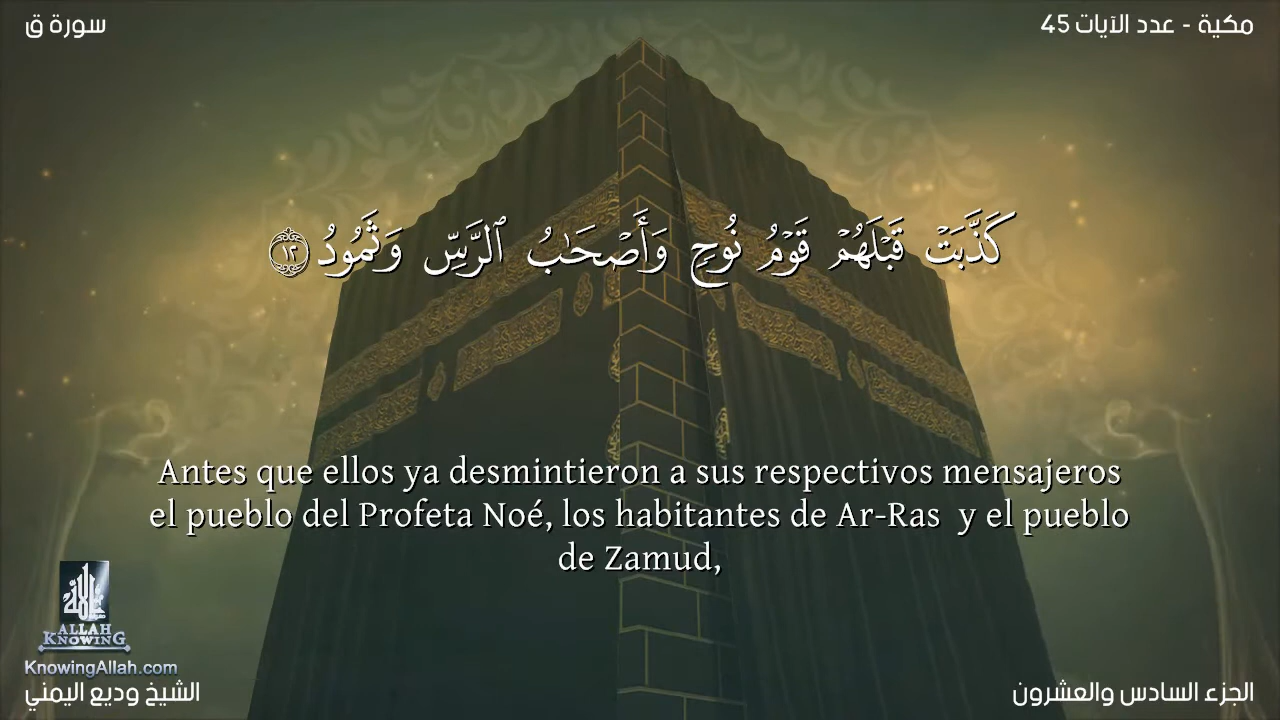 سورة ق
مكية - عدد الآيات 45
كَذَّبَتْ قَبْلَهُمْ قَوْمُ نُوحٍ وَأَصْحَٰبُ ٱلرَّسِّ وَثَمُودُ ١٢
Antes que ellos ya desmintieron a sus respectivos mensajeros
el pueblo del Profeta Noé, los habitantes de Ar-Ras y el pueblo
de Zamud,
ALLAH
KNOWING
KnowingAllah.com
الشيخ وديع اليمني
الجزء السادس والعشرون